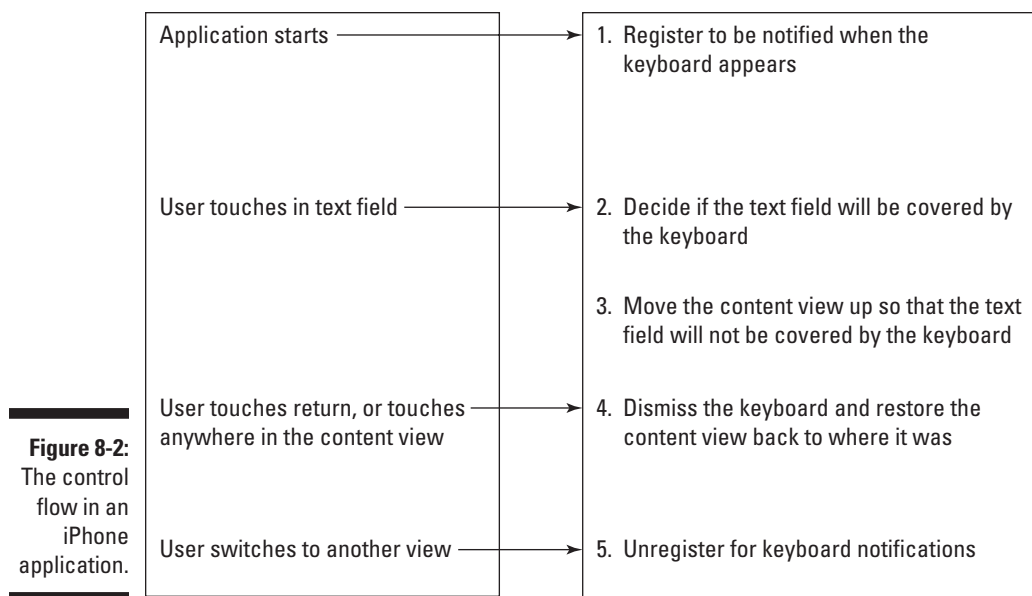 Application starts
1. Register to be notified when the
keyboard appears
User touches in text field
2. Decide if the text field will be covered by
the keyboard
3. Move the content view up so that the text
field will not be covered by the keyboard
User touches return, or touches
anywhere in the content view
4. Dismiss the keyboard and restore the
content view back to where it was
User switches to another view
5. Unregister for keyboard notifications
Figure 8-2:
The control
flow in an
iPhone
application.